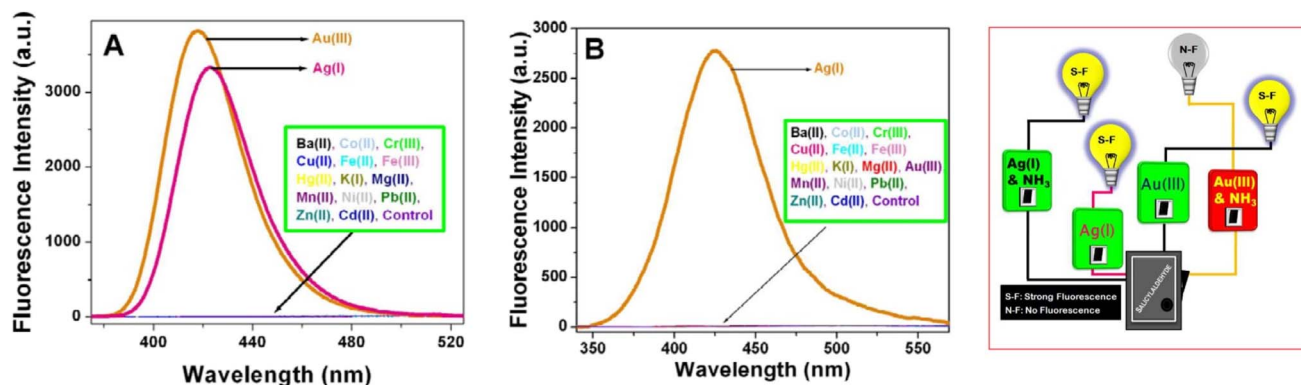 A
Au(III)
Ag(I)
Ba(II), Co(II), Cr(III),
Cu(II), Fe(II), Fe(III)
Hg(II), K(I), Mg(II),
Mn(II), Ni(II), Pb(II),
Zn(II), Cd(II), Control
Fluorescence Intensity (a.u.)
3000
2000
1000
0
400
440
480
520
Wavelength (nm)
B
Ag(I)
Ba(II), Co(II), Cr(III),
Cu(II), Fe(II), Fe(III)
Hg(II), K(I), Mg(II), Au(III)
Mn(II), Ni(II), Pb(II),
Zn(II), Cd(II), Control
Fluorescence Intensity (a.u.)
3000
2500
2000
1500
1000
500
0
350
400
450
500
550
Wavelength (nm)
N-F
S-F
S-F
S-F
Ag(I)
& NH3
Au(III)
Au(III)
& NH3
Ag(I)
SALICYLALDEHYDE
S-F: Strong Fluorescence
N-F: No Fluorescence